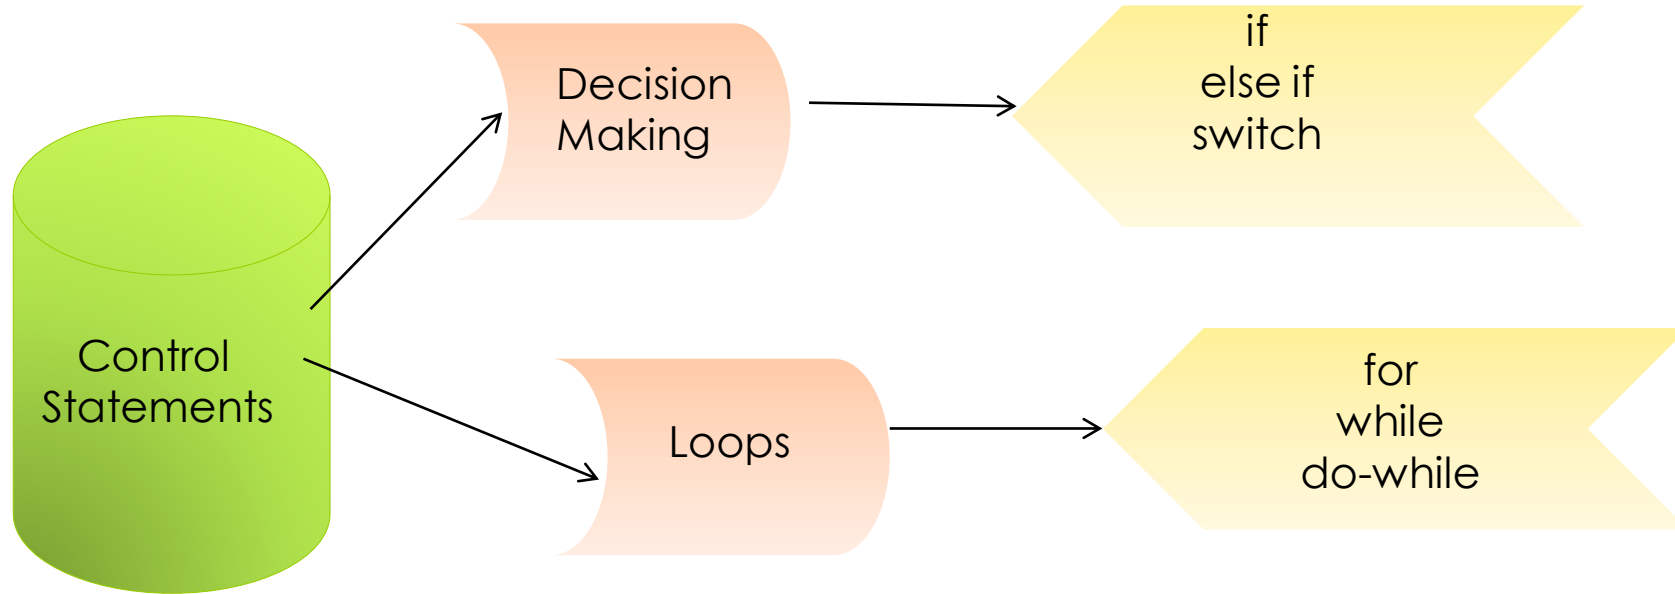 Control
Statements
Decision
Making
if
else if
switch
Loops
for
while
do-while